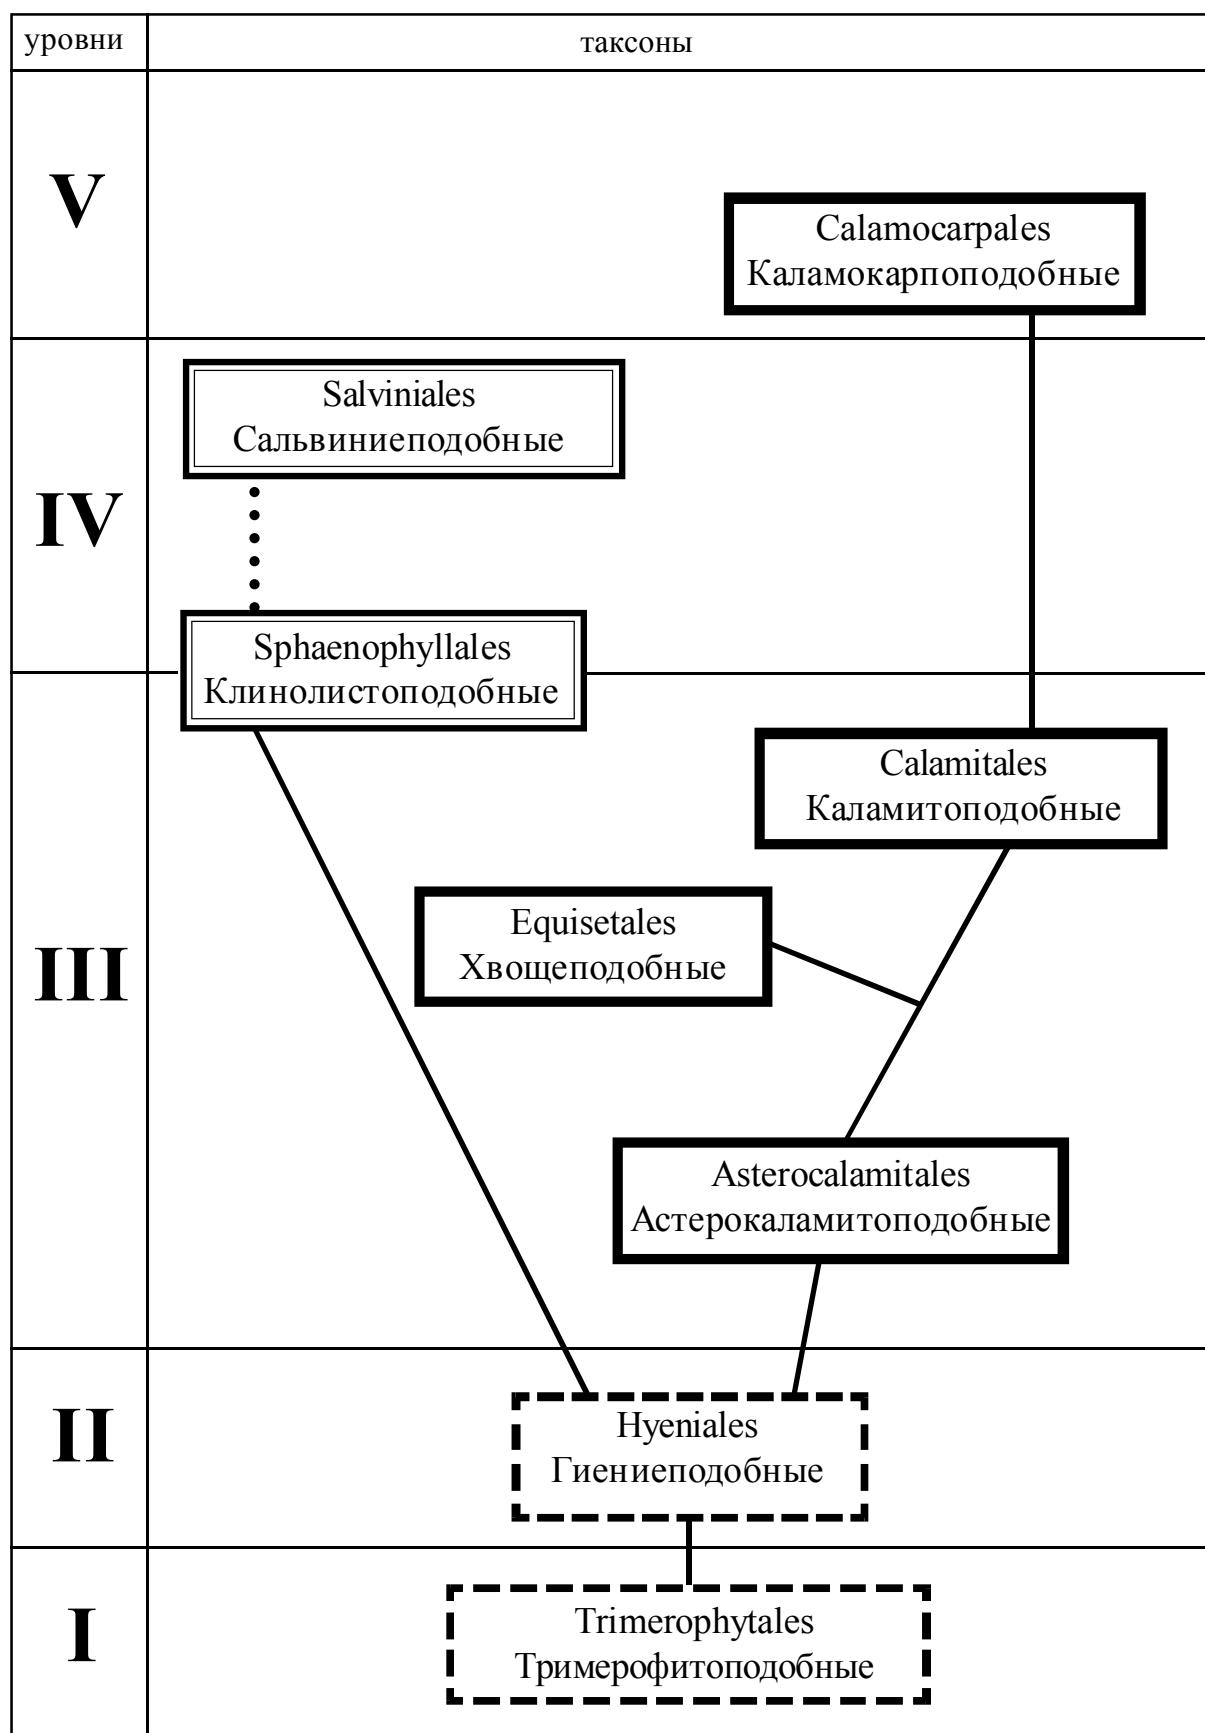 уровни
таксоны
V
Calamocarpales
Каламокарпоподобные
IV
Salviniales
Сальвиниеподобные
Sphaenophyllales
Клинолистоподобные
III
Calamitales
Каламитоподобные
Equisetales
Хвощеподобные
Asterocalamitales
Астерокаламитоподобные
II
Hyeniales
Гиениеподобные
I
Trimerophytales
Тримерофитоподобные